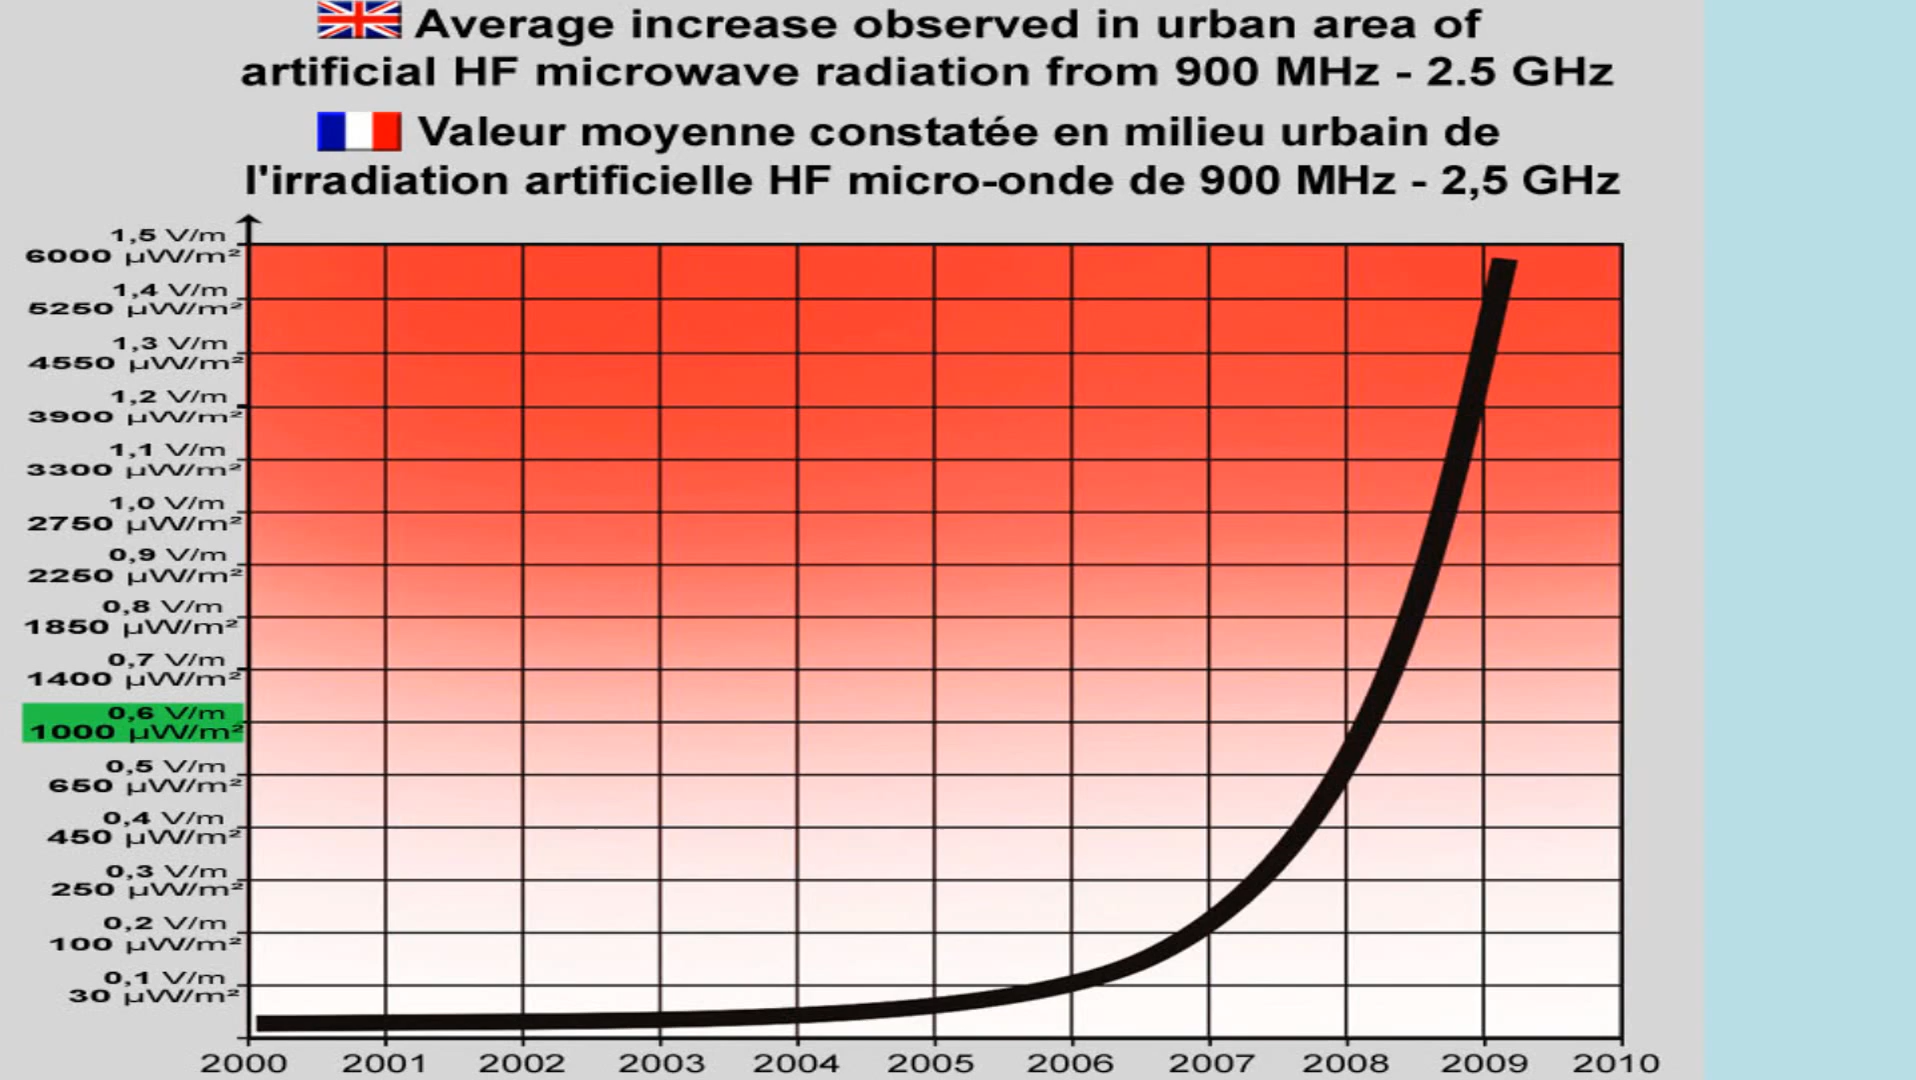 Average increase observed in urban area of
artificial HF microwave radiation from 900 MHz - 2.5 GHz
Valeur moyenne constatée en milieu urbain de
l'irradiation artificielle HF micro-onde de 900 MHz - 2,5 GHz
1,5 V/m
6000 µW/m²
1,4 V/m
5250 µW/m²
1,3 V/m
4550 µW/m²
1,2 V/m
3900 µW/m²
1,1 V/m
3300 µW/m²
1,0 V/m
2750 µW/m²
0,9 V/m
2250 µW/m²
0,8 V/m
1850 µW/m²
0,7 V/m
1400 µW/m²
0,6 V/m
1000 µW/m²
0,5 V/m
650 µW/m²
0,4 V/m
450 µW/m²
0,3 V/m
250 µW/m²
0,2 V/m
100 µW/m²
0,1 V/m
30 µW/m²
2000 2001 2002 2003 2004 2005 2006 2007 2008 2009 2010